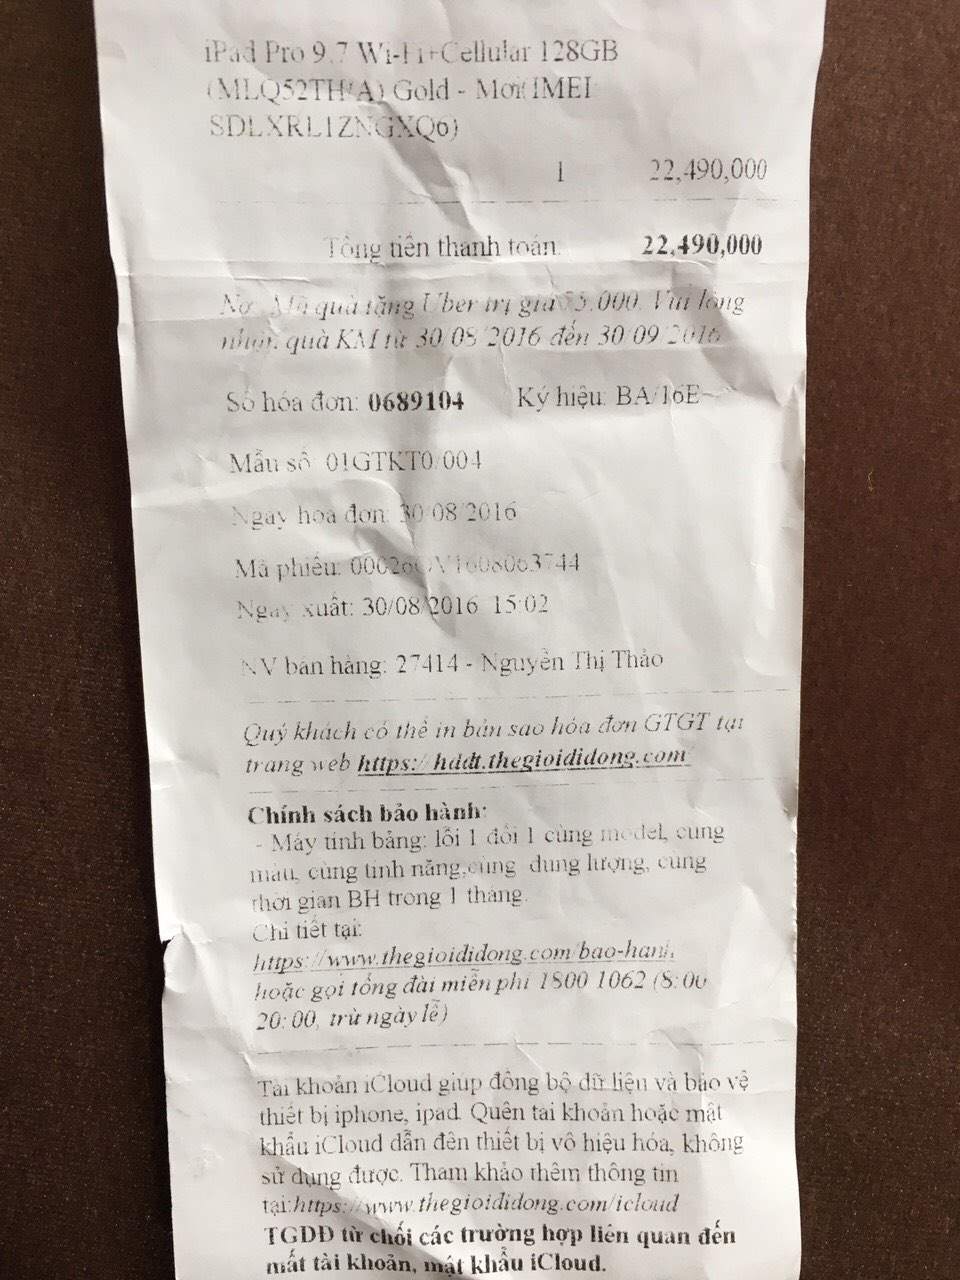 iPad Pro 9.7 Wi-Fi+Cellular 128GB
(MLQ52TH/A) Gold - Mới(IMEI
SDLXRL1ZNGXQ6)
1 22,490,000
Tổng tiền thanh toán. 22,490,000
Nợ: Mã quà tặng Uber trị giá 55.000. Vui lòng
nhận quà KM từ 30/08/2016 đến 30/09/2016
Số hóa đơn: 0689104 Ký hiệu: BA/16E
Mẫu số 01GTKT0/004
Ngày hóa đơn: 30/08/2016
Mã phiếu:
Ngày xuất: 30/08/2016 15:02
NV bán hàng: 27414 - Nguyễn Thị Thảo
Quý khách có thể in bản sao hóa đơn GTGT tại
trang web https://hddt.thegioididong.com
Chính sách bảo hành:
- Máy tính bảng: lỗi 1 đổi 1 cùng model, cùng
màu, cùng tính năng,cùng dung lượng, cùng
thời gian BH trong 1 tháng.
Chi tiết tại:
https://www.thegioididong.com/bao-hanh
hoặc gọi tổng đài miễn phí 1800 1062 (8:00
20:00, trừ ngày lễ)
Tài khoản iCloud giúp đồng bộ dữ liệu và bảo vệ
thiết bị iphone, ipad. Quên tài khoản hoặc mật
khẩu iCloud dẫn đến thiết bị vô hiệu hóa, không
sử dụng được. Tham khảo thêm thông tin
tại:https://www.thegioididong.com/icloud
TGDĐ từ chối các trường hợp liên quan đến
mất tài khoản, mật khẩu iCloud.